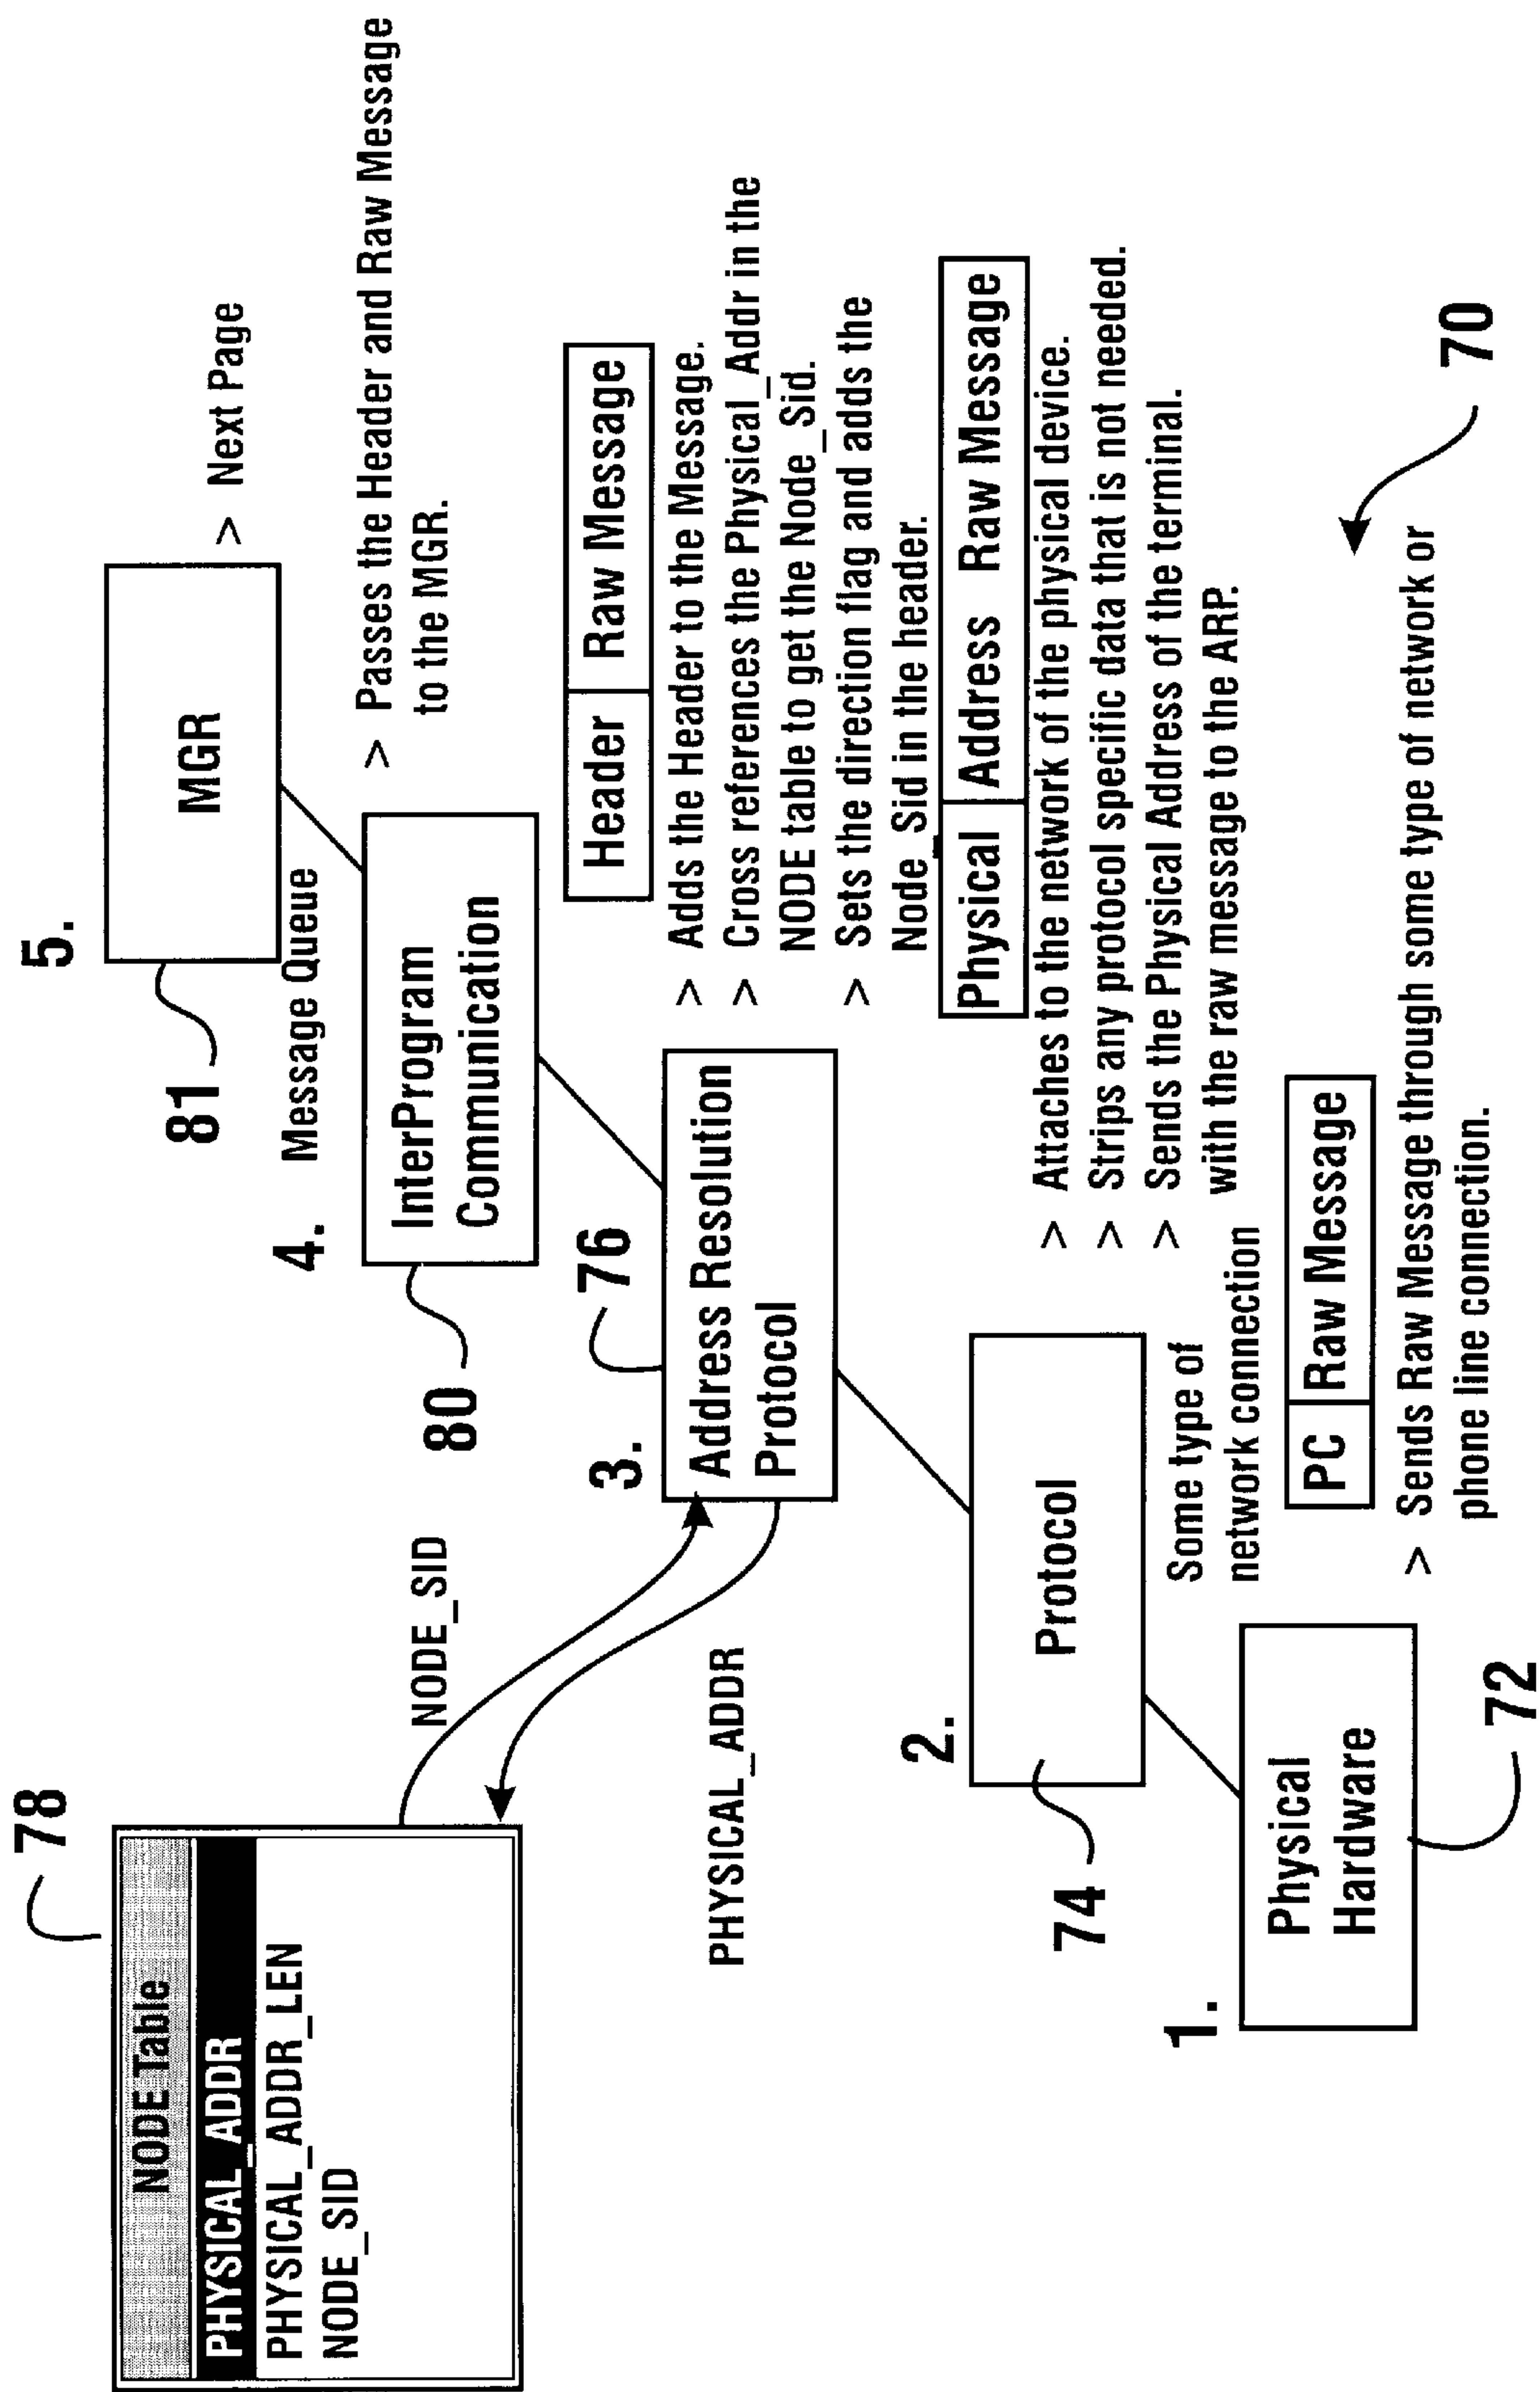 78
NODE Table
PHYSICAL_ADDR
PHYSICAL_ADDR_LEN
NODE_SID
NODE_SID
PHYSICAL_ADDR
5.
MGR
81
> Next Page
4.
Message Queue
InterProgram
Communication
80
> Passes the Header and Raw Message
to the MGR.
3.
76
Address Resolution
Protocol
Header Raw Message
> Adds the Header to the Message.
> Cross references the Physical_Addr in the
NODE table to get the Node_Sid.
> Sets the direction flag and adds the
Node_Sid in the header.
2.
Protocol
74
Physical Address Raw Message
> Attaches to the network of the physical device.
> Strips any protocol specific data that is not needed.
> Sends the Physical Address of the terminal.
with the raw message to the ARP.
Some type of
network connection
1.
Physical
Hardware
72
PC Raw Message
> Sends Raw Message through some type of network or
phone line connection.
70